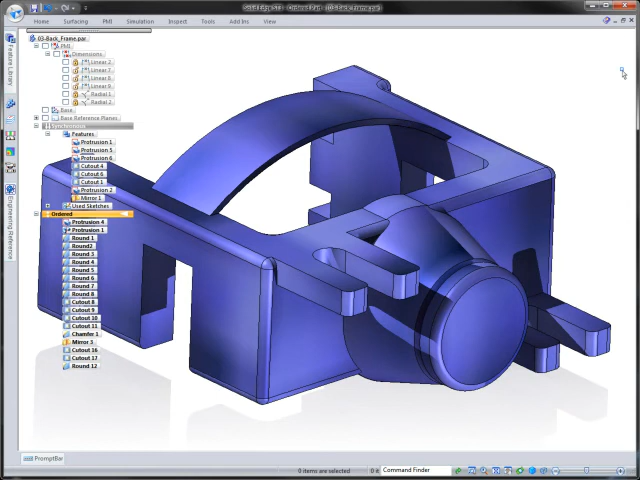 Solid Edge ST3 - Ordered Part - [03-Back_Frame.par]
Home Surfacing PMI Simulation Inspect Tools Add-Ins View
Feature Library
Engineering Reference
03-Back_Frame.par
PMI
Dimensions
Linear 2
Linear 7
Linear 8
Linear 9
Radial 1
Radial 2
Base
Base Reference Planes
Synchronous
Features
Protrusion 1
Protrusion 5
Protrusion 6
Cutout 4
Cutout 6
Cutout 1
Protrusion 2
Mirror 1
Used Sketches
Ordered
Protrusion 4
Protrusion 1
Round 1
Round2
Round 3
Round 4
Round 5
Round 6
Round 7
Round 8
Cutout 8
Cutout 9
Cutout 10
Cutout 11
Chamfer 1
Mirror 3
Cutout 16
Cutout 17
Round 12
PromptBar
0 items are selected
0 it
Command Finder